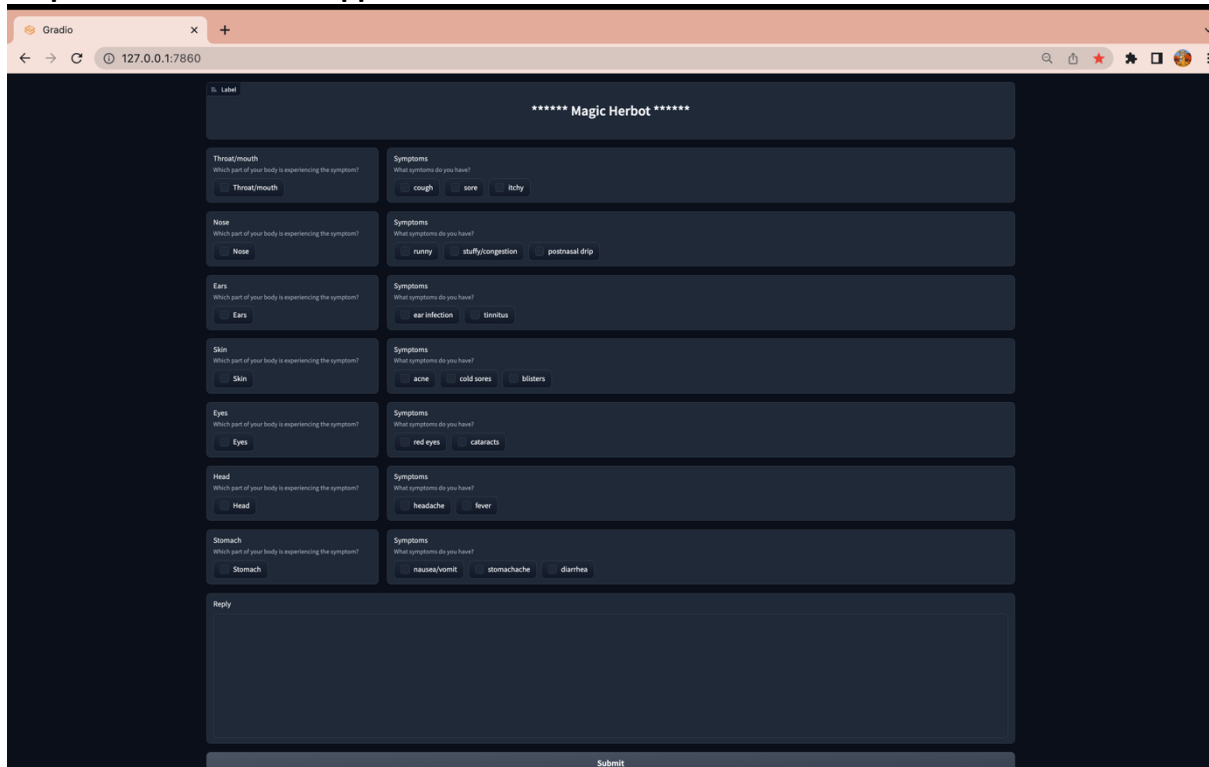 Gradio
127.0.0.1:7860
Label
****** Magic Herbot ******
Throat/mouth
Which part of your body is experiencing the symptom?
Throat/mouth
Symptoms
What symtoms do you have?
cough sore itchy
Nose
Which part of your body is experiencing the symptom?
Nose
Symptoms
What symptoms do you have?
runny stuffy/congestion postnasal drip
Ears
Which part of your body is experiencing the symptom?
Ears
Symptoms
What symptoms do you have?
ear infection tinnitus
Skin
Which part of your body is experiencing the symptom?
Skin
Symptoms
What symptoms do you have?
acne cold sores blisters
Eyes
Which part of your body is experiencing the symptom?
Eyes
Symptoms
What symptoms do you have?
red eyes cataracts
Head
Which part of your body is experiencing the symptom?
Head
Symptoms
What symptoms do you have?
headache fever
Stomach
Which part of your body is experiencing the symptom?
Stomach
Symptoms
What symptoms do you have?
nausea/vomit stomachache diarrhea
Reply
Submit